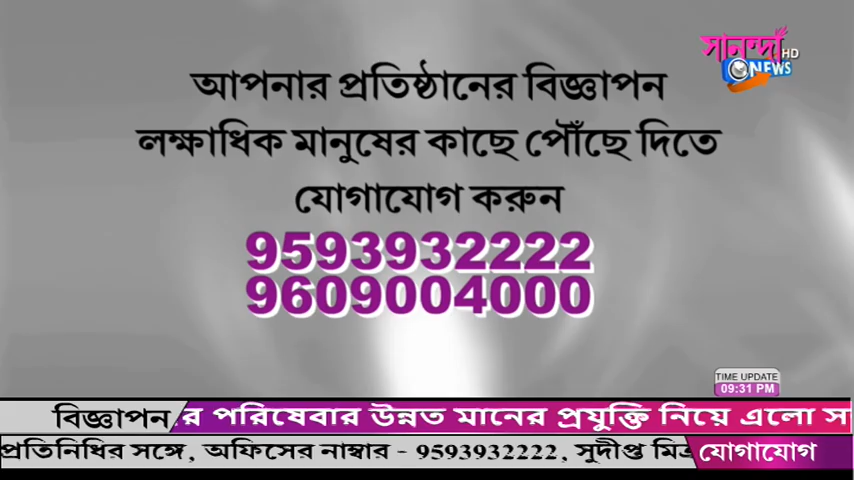 সানন্দা HD
NEWS
আপনার প্রতিষ্ঠানের বিজ্ঞাপন
লক্ষাধিক মানুষের কাছে পৌঁছে দিতে
যোগাযোগ করুন
9593932222
9609004000
TIME UPDATE
09:31 PM
বিজ্ঞাপন র পরিষেবার উন্নত মানের প্রযুক্তি নিয়ে এলো স
প্রতিনিধির সঙ্গে, অফিসের নাম্বার - 9593932222, সুদীপ্ত মিত্র যোগাযোগ